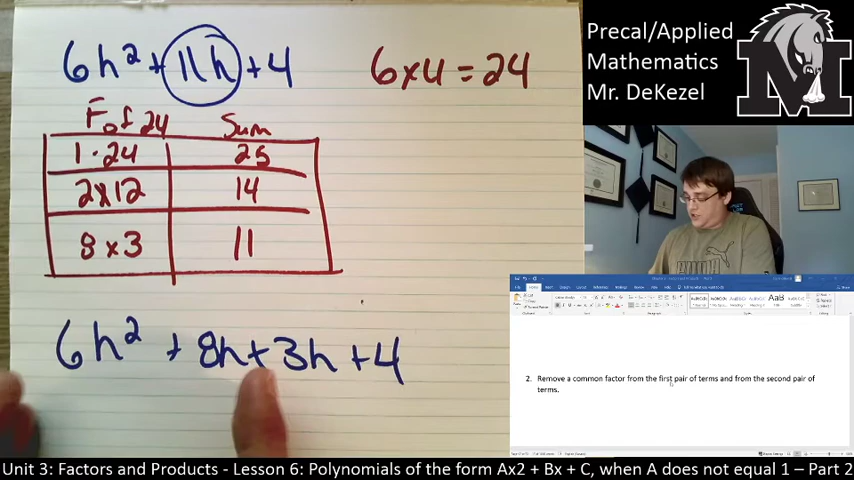 6h² + 11h + 4
6x4 = 24
F of 24 Sum
1 · 24 25
2x12 14
8 x 3 11
6h² + 8h + 3h + 4
Precal/Applied
Mathematics
Mr. DeKezel
M
2. Remove a common factor from the first pair of terms and from the second pair of
terms.
Unit 3: Factors and Products - Lesson 6: Polynomials of the form Ax2 + Bx + C, when A does not equal 1 – Part 2